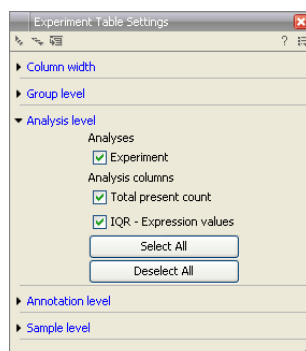 Experiment Table Settings
?
Column width
Group level
Analysis level
Analyses
Experiment
Analysis columns
Total present count
IQR - Expression values
Select All
Deselect All
Annotation level
Sample level